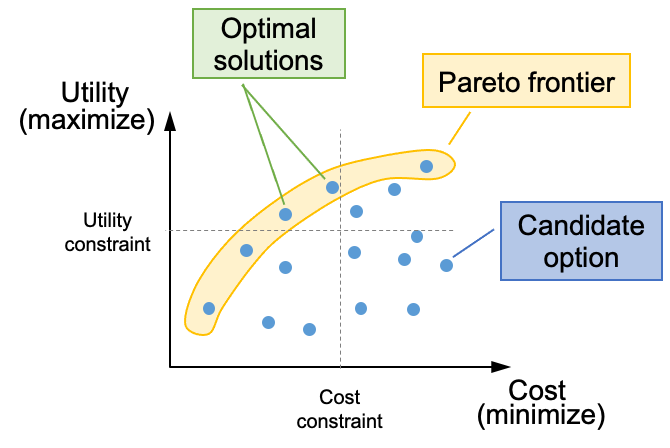 Optimal
solutions
Pareto frontier
Utility
(maximize)
Utility
constraint
Candidate
option
Cost
constraint
Cost
(minimize)